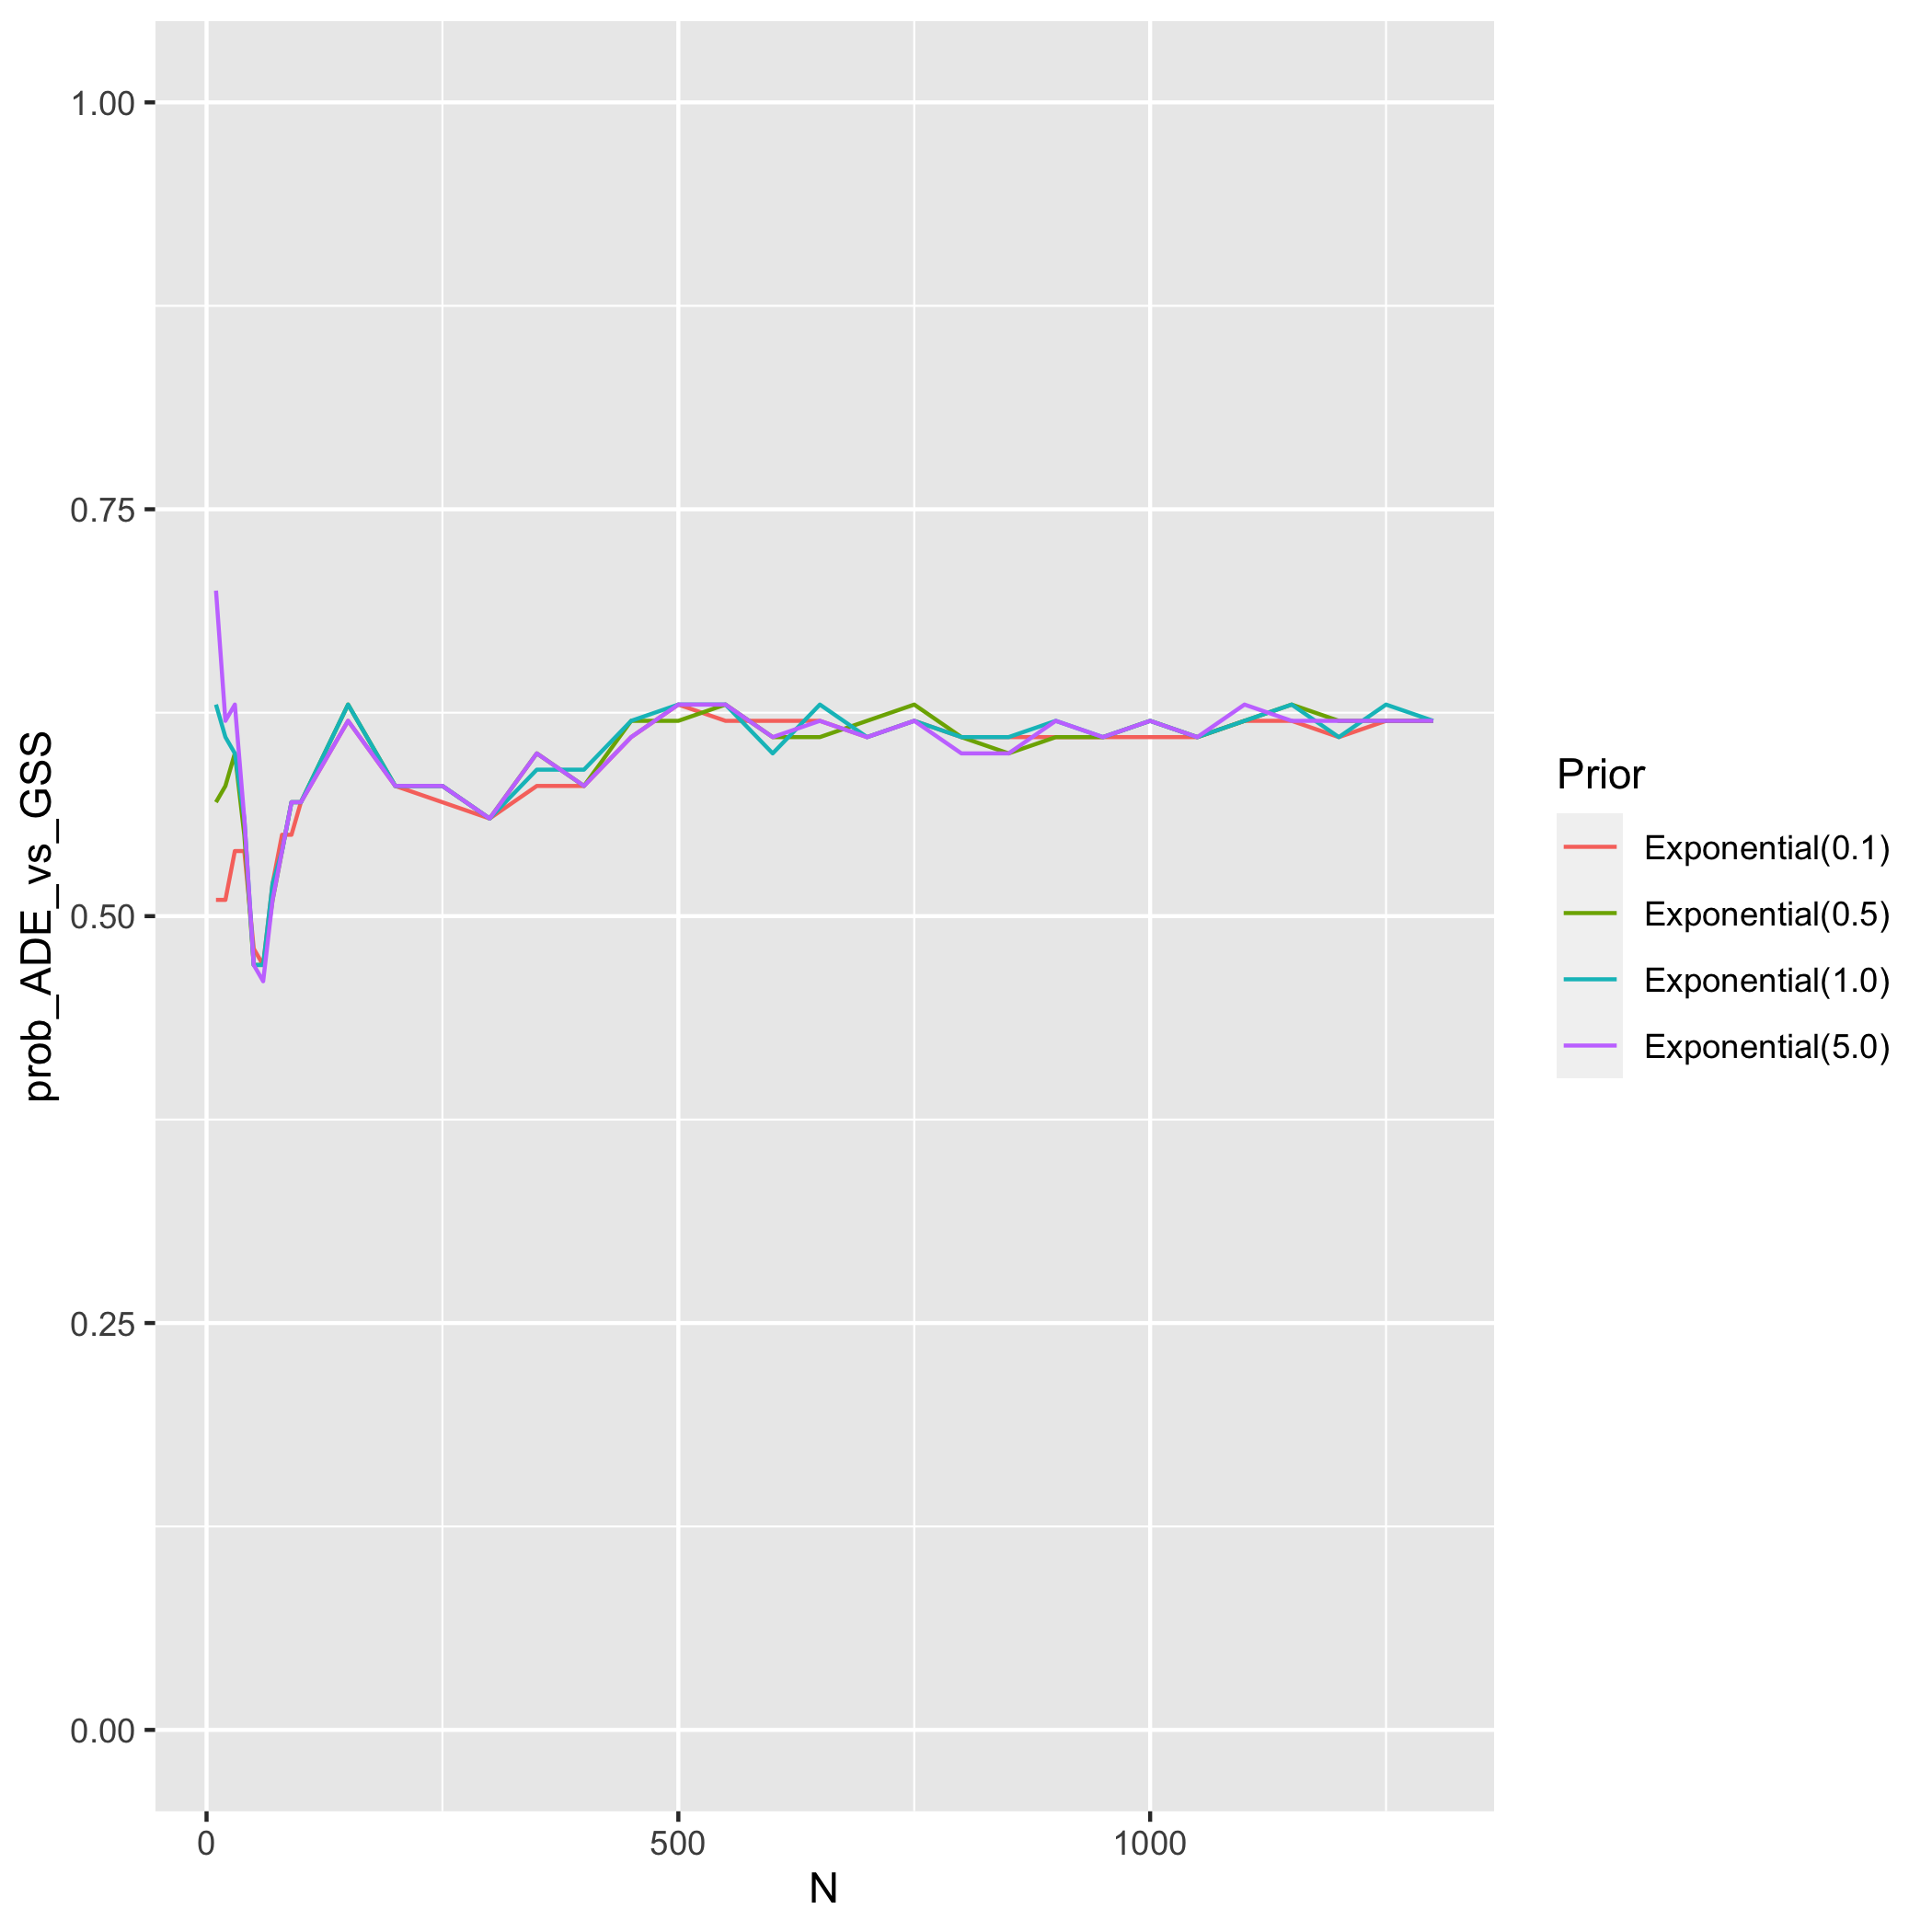 prob_ADE_vs_GSS
1.00
0.75
0.50
0.25
0.00
0
500
1000
N
Prior
Exponential(0.1)
Exponential(0.5)
Exponential(1.0)
Exponential(5.0)